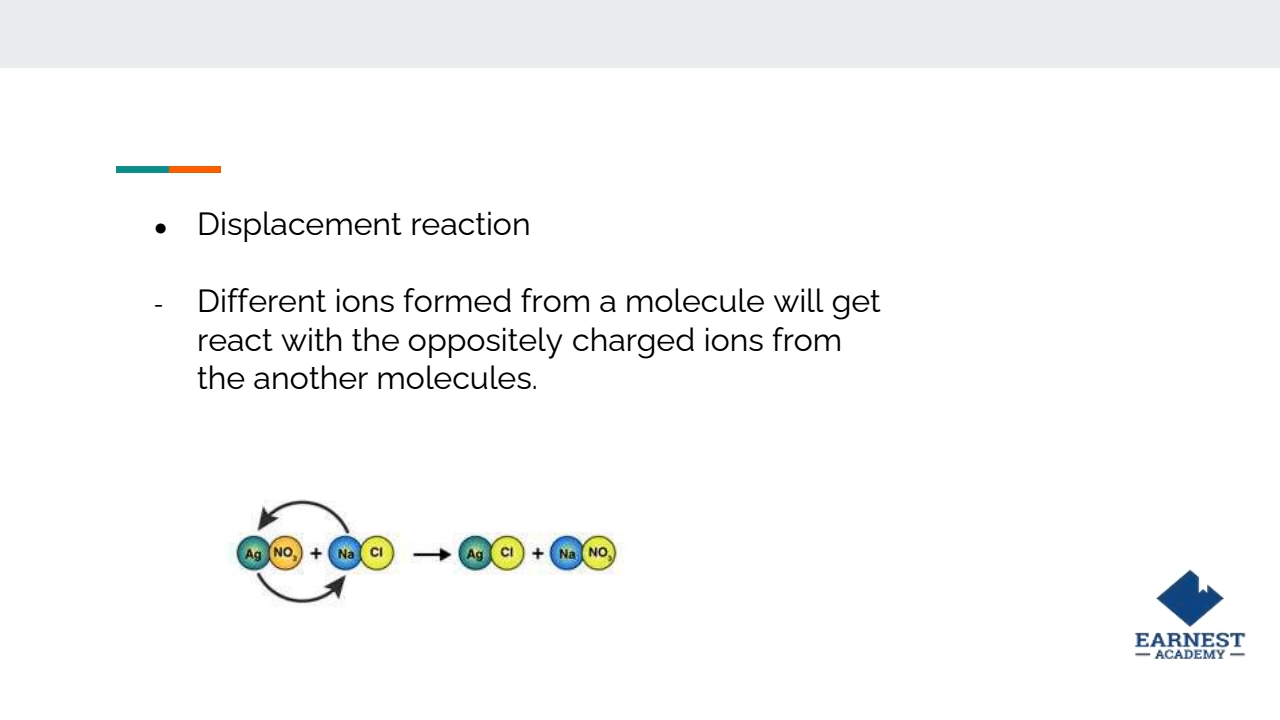 ● Displacement reaction
- Different ions formed from a molecule will get
react with the oppositely charged ions from
the another molecules.
Ag NO₃ + Na Cl → Ag Cl + Na NO₃
EARNEST
ACADEMY